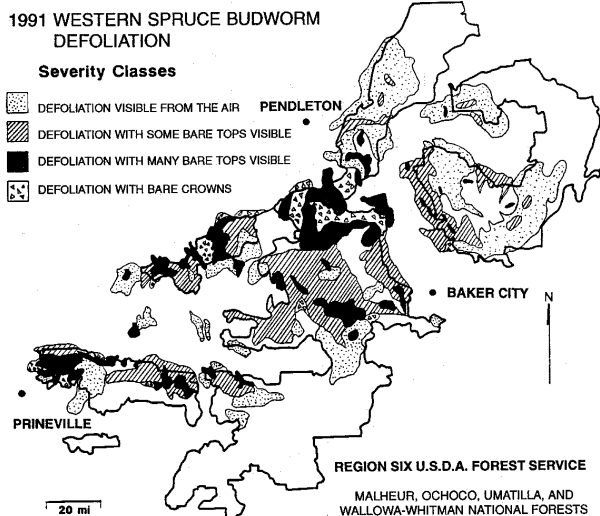 1991 WESTERN SPRUCE BUDWORM
DEFOLIATION
Severity Classes
DEFOLIATION VISIBLE FROM THE AIR
PENDLETON
DEFOLIATION WITH SOME BARE TOPS VISIBLE
DEFOLIATION WITH MANY BARE TOPS VISIBLE
DEFOLIATION WITH BARE CROWNS
BAKER CITY
N
PRINEVILLE
REGION SIX U.S.D.A. FOREST SERVICE
MALHEUR, OCHOCO, UMATILLA, AND
WALLOWA-WHITMAN NATIONAL FORESTS
20 mi